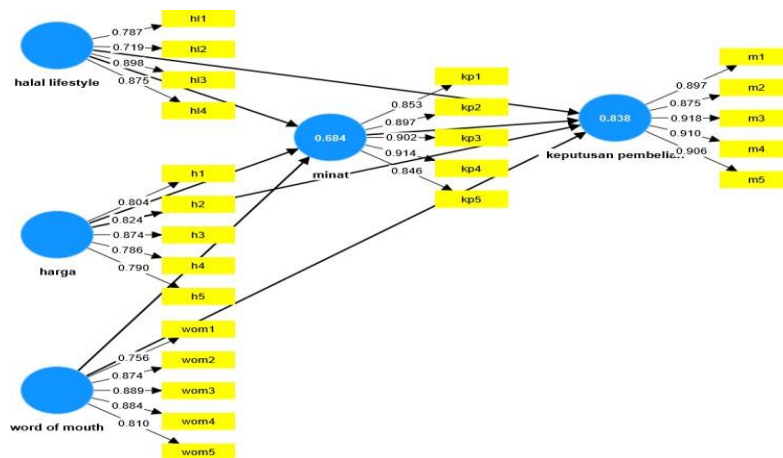 0.787
0.719
0.898
0.875
hl1
hl2
hl3
hl4
halal lifestyle
0.804
0.824
0.874
0.786
0.790
h1
h2
h3
h4
h5
harga
0.756
0.874
0.889
0.884
0.810
wom1
wom2
wom3
wom4
wom5
word of mouth
0.684
minat
0.853
0.897
0.902
0.914
0.846
kp1
kp2
kp3
kp4
kp5
0.838
keputusan pembelia...
0.897
0.875
0.918
0.910
0.906
m1
m2
m3
m4
m5